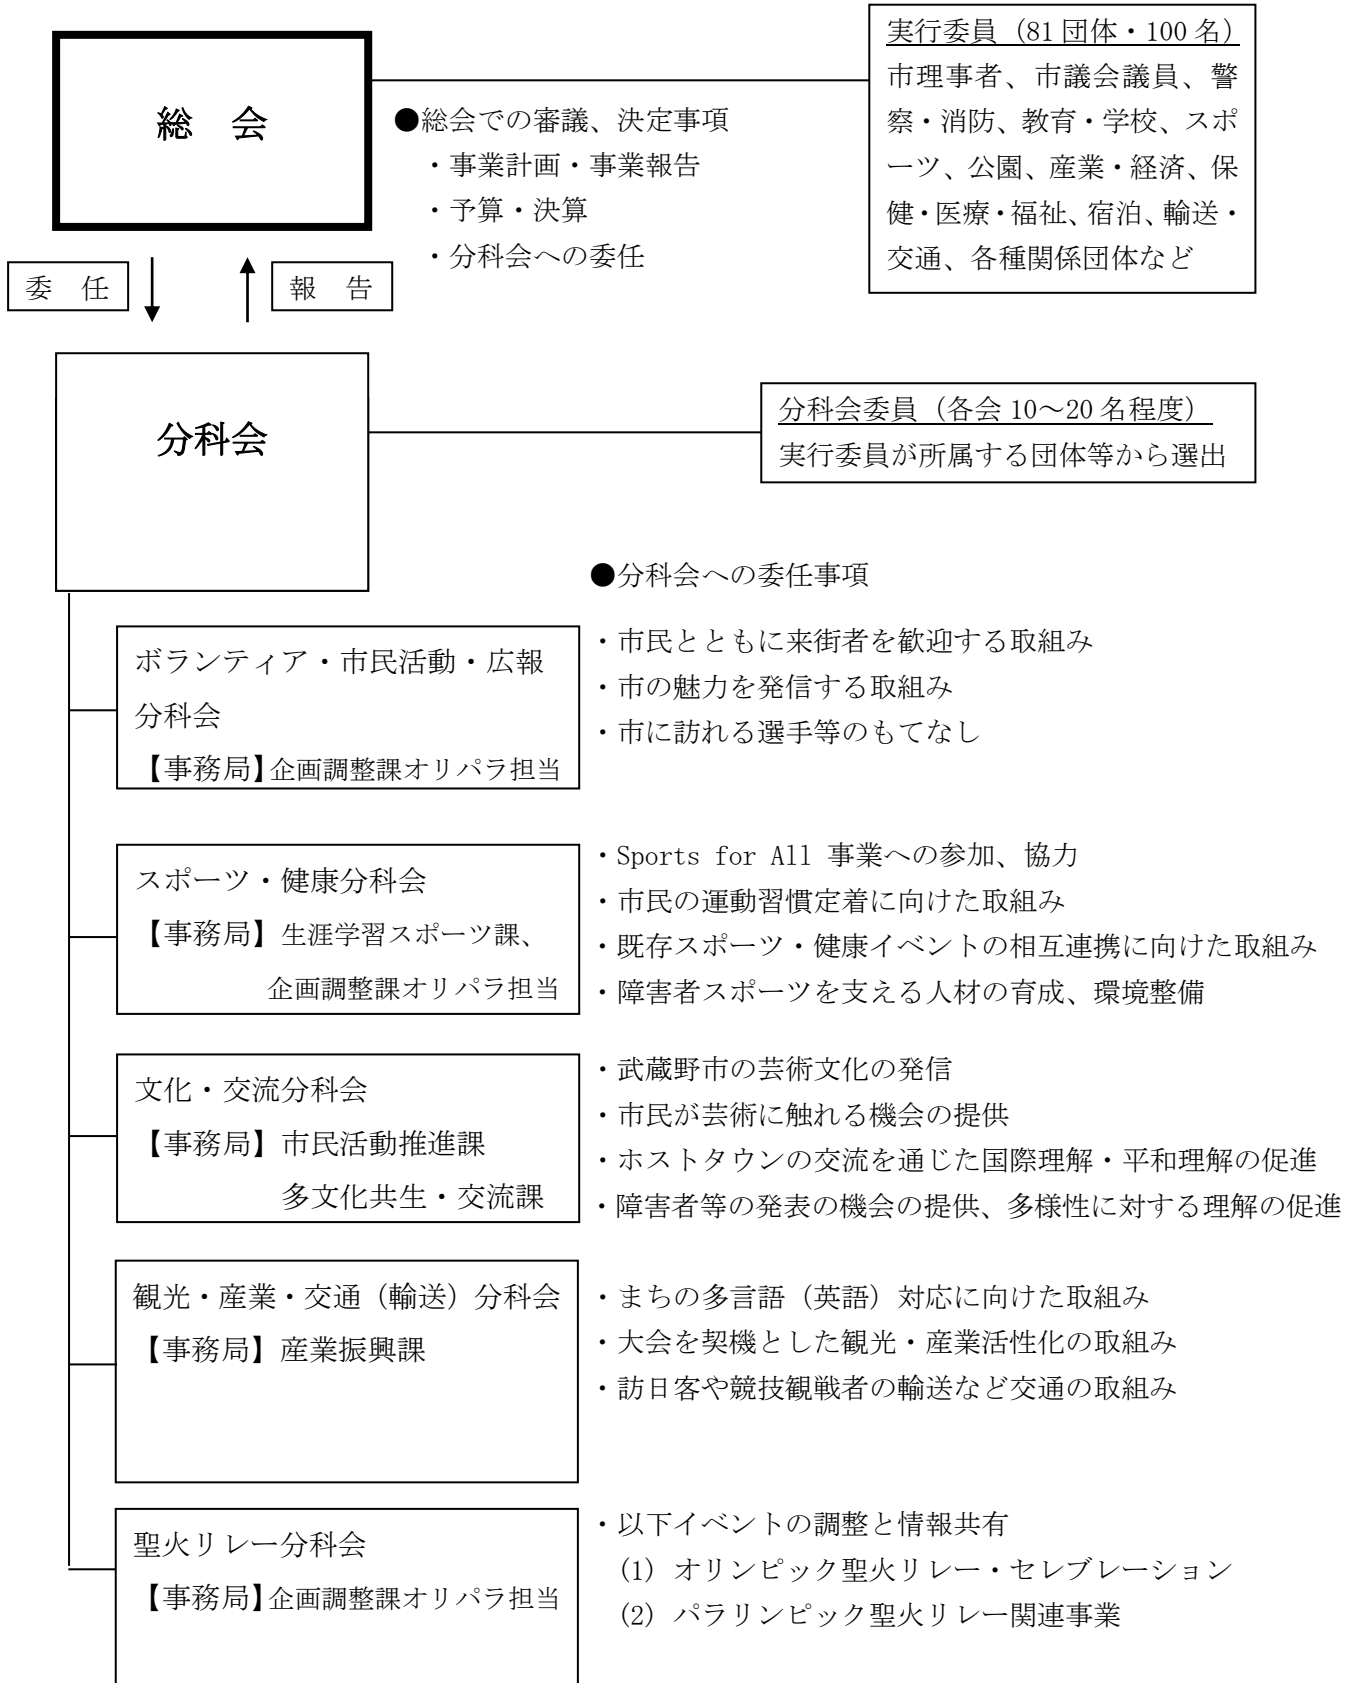 総　会
実行委員（81 団体・100 名）
市理事者、市議会議員、警
察・消防、教育・学校、スポ
ーツ、公園、産業・経済、保
健・医療・福祉、宿泊、輸送・
交通、各種関係団体など
●総会での審議、決定事項
・事業計画・事業報告
・予算・決算
・分科会への委任
委　任
報　告
分科会
分科会委員（各会 10～20 名程度）
実行委員が所属する団体等から選出
●分科会への委任事項
ボランティア・市民活動・広報
分科会
【事務局】企画調整課オリパラ担当
・市民とともに来街者を歓迎する取組み
・市の魅力を発信する取組み
・市に訪れる選手等のもてなし
スポーツ・健康分科会
【事務局】生涯学習スポーツ課、
企画調整課オリパラ担当
・Sports for All 事業への参加、協力
・市民の運動習慣定着に向けた取組み
・既存スポーツ・健康イベントの相互連携に向けた取組み
・障害者スポーツを支える人材の育成、環境整備
文化・交流分科会
【事務局】市民活動推進課
多文化共生・交流課
・武蔵野市の芸術文化の発信
・市民が芸術に触れる機会の提供
・ホストタウンの交流を通じた国際理解・平和理解の促進
・障害者等の発表の機会の提供、多様性に対する理解の促進
観光・産業・交通（輸送）分科会
【事務局】産業振興課
・まちの多言語（英語）対応に向けた取組み
・大会を契機とした観光・産業活性化の取組み
・訪日客や競技観戦者の輸送など交通の取組み
聖火リレー分科会
【事務局】企画調整課オリパラ担当
・以下イベントの調整と情報共有
(1) オリンピック聖火リレー・セレブレーション
(2) パラリンピック聖火リレー関連事業